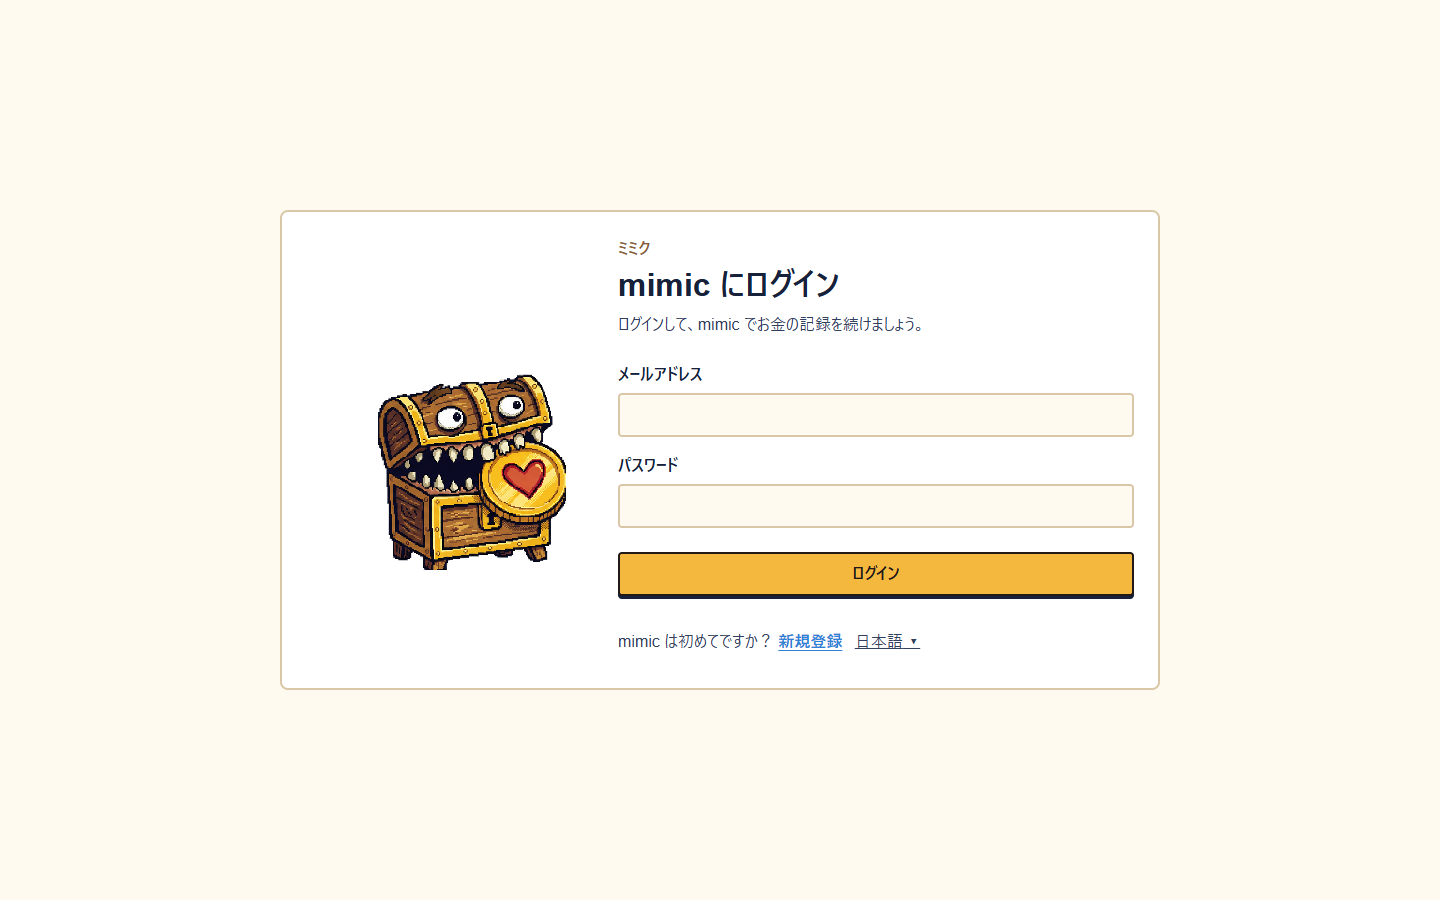 ミミク
mimic にログイン
ログインして、mimic でお金の記録を続けましょう。
メールアドレス
パスワード
ログイン
mimic は初めてですか？ 新規登録 日本語 ▼